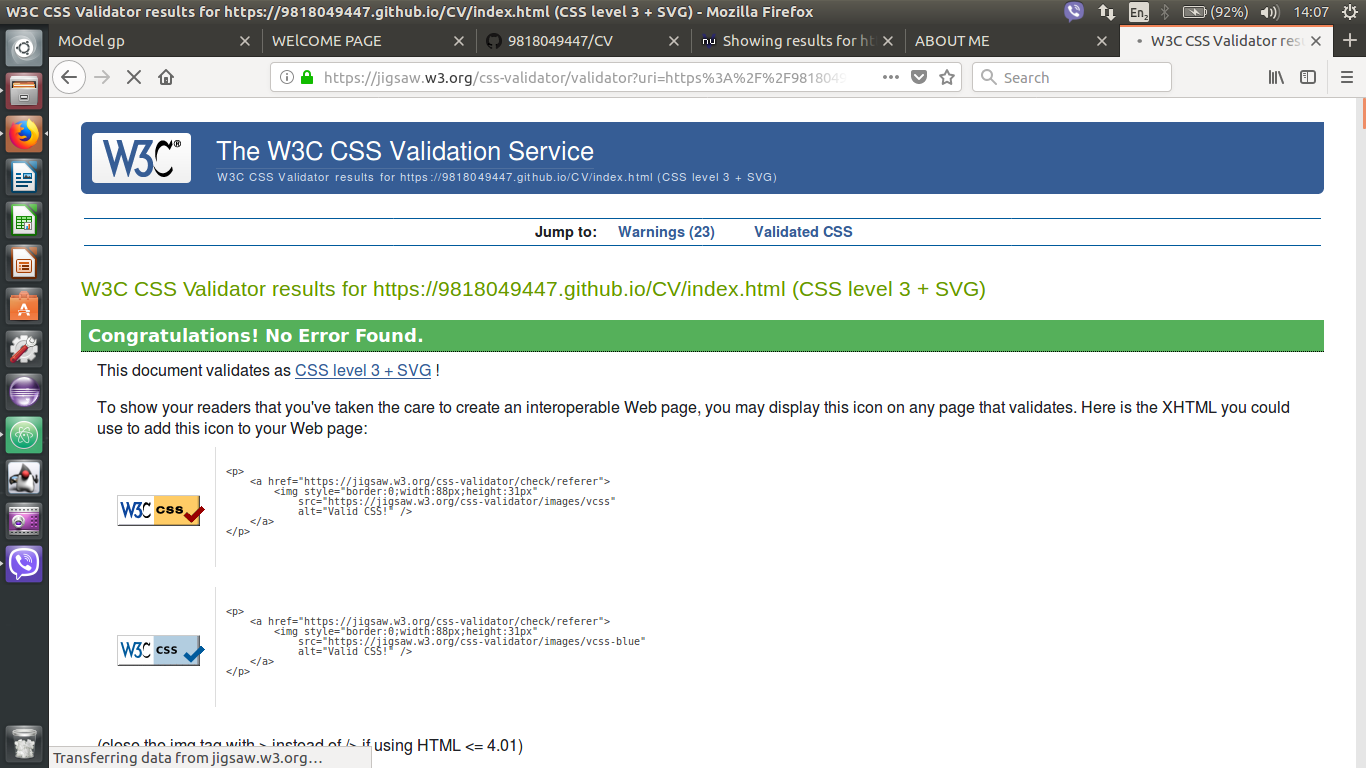 W3C CSS Validator results for https://9818049447.github.io/CV/index.html (CSS level 3 + SVG) - Mozilla Firefox
En2 (92%) 14:07
MOdel gp
WElCOME PAGE
9818049447/CV
nu Showing results for ht
ABOUT ME
W3C CSS Validator resu
https://jigsaw.w3.org/css-validator/validator?uri=https%3A%2F%2F9818049
Search
W3C®
The W3C CSS Validation Service
W3C CSS Validator results for https://9818049447.github.io/CV/index.html (CSS level 3 + SVG)
Jump to: Warnings (23) Validated CSS
W3C CSS Validator results for https://9818049447.github.io/CV/index.html (CSS level 3 + SVG)
Congratulations! No Error Found.
This document validates as CSS level 3 + SVG !
To show your readers that you've taken the care to create an interoperable Web page, you may display this icon on any page that validates. Here is the XHTML you could
use to add this icon to your Web page:
W3C css
<p>
<a href="https://jigsaw.w3.org/css-validator/check/referer">
<img style="border:0;width:88px;height:31px"
src="https://jigsaw.w3.org/css-validator/images/vcss"
alt="Valid CSS!" />
</a>
</p>
W3C css
<p>
<a href="https://jigsaw.w3.org/css-validator/check/referer">
<img style="border:0;width:88px;height:31px"
src="https://jigsaw.w3.org/css-validator/images/vcss-blue"
alt="Valid CSS!" />
</a>
</p>
(close the img tag with > instead of /> if using HTML <= 4.01)
Transferring data from jigsaw.w3.org…